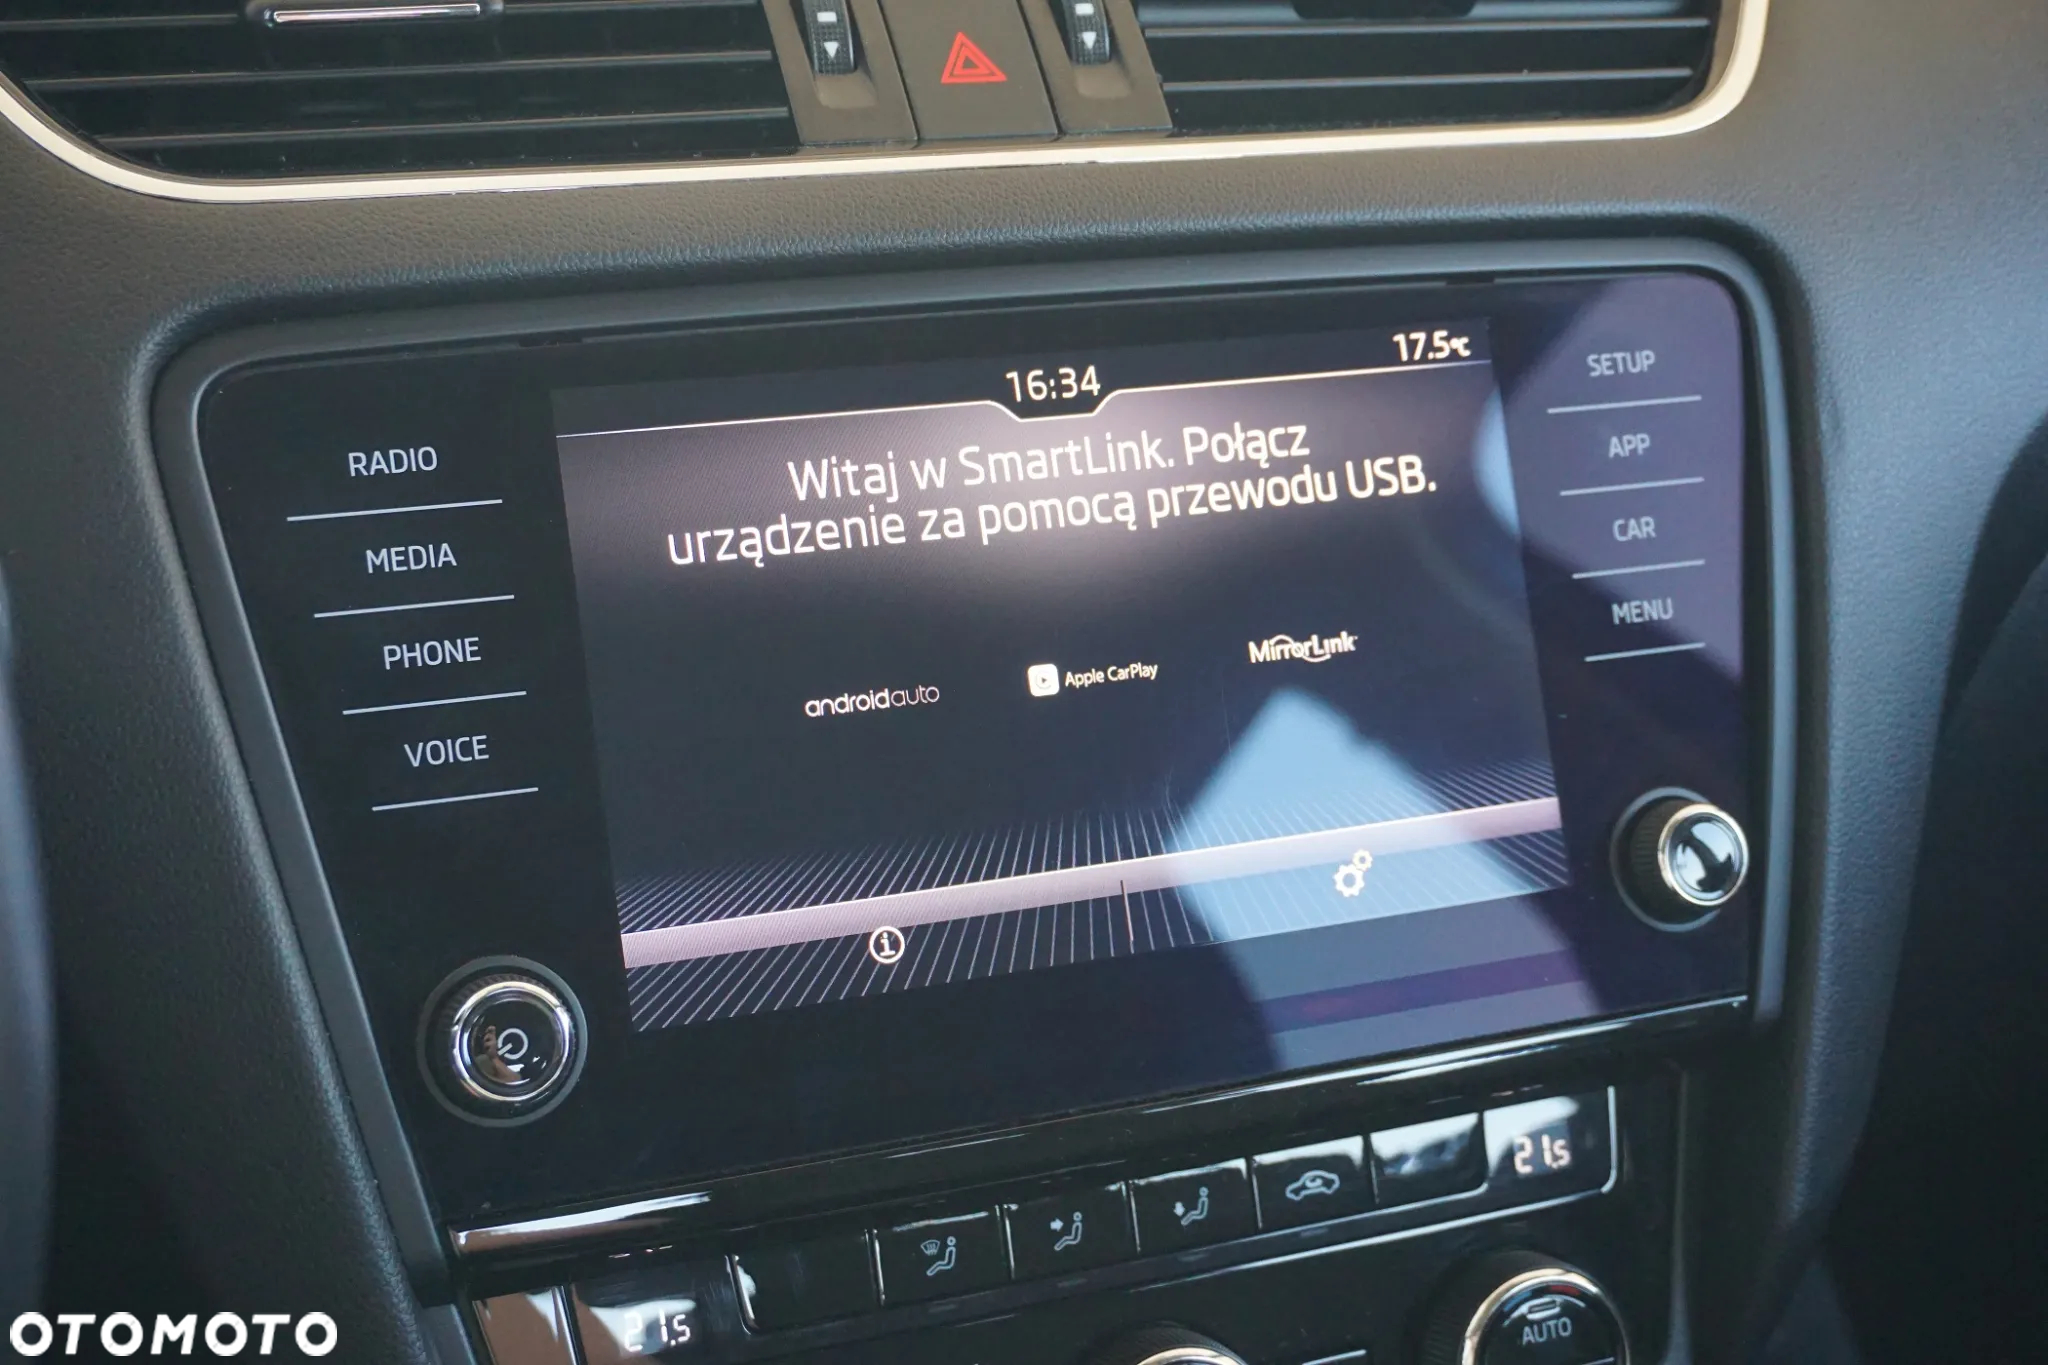 16:34
17.5°C
Witaj w SmartLink. Połącz
urządzenie za pomocą przewodu USB.
RADIO
MEDIA
PHONE
VOICE
androidauto
Apple CarPlay
MirrorLink
SETUP
APP
CAR
MENU
21.5
21.5
AUTO
OTOMOTO